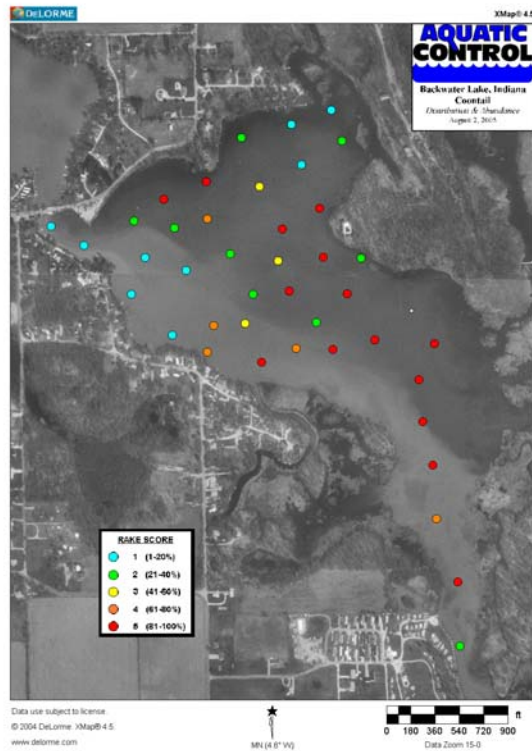 DELORME
XMap® 4.5
AQUATIC
CONTROL
Backwater Lake, Indiana
Coontail
Distribution & Abundance
August 2, 2005
RAKE SCORE
1 (1-20%)
2 (21-40%)
3 (41-60%)
4 (61-80%)
5 (81-100%)
Data use subject to license.
© 2004 DeLorme. XMap® 4.5.
www.delorme.com
MN (4.6° W)
ft
0 180 360 540 720 900
Data Zoom 15-0